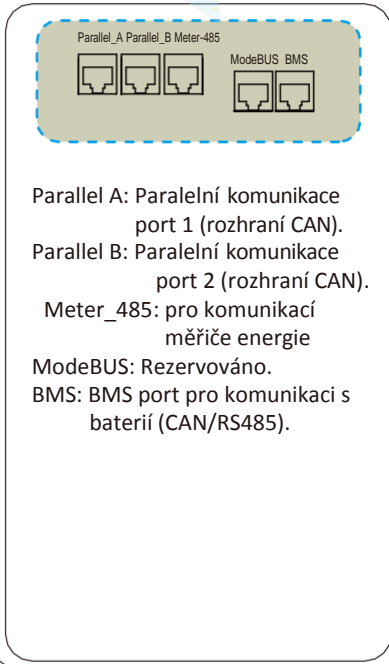 Parallel_A Parallel_B Meter-485
ModeBUS BMS
Parallel A: Paralelní komunikace
port 1 (rozhraní CAN).
Parallel B: Paralelní komunikace
port 2 (rozhraní CAN).
Meter_485: pro komunikací
měřiče energie
ModeBUS: Rezervováno.
BMS: BMS port pro komunikaci s
baterií (CAN/RS485).